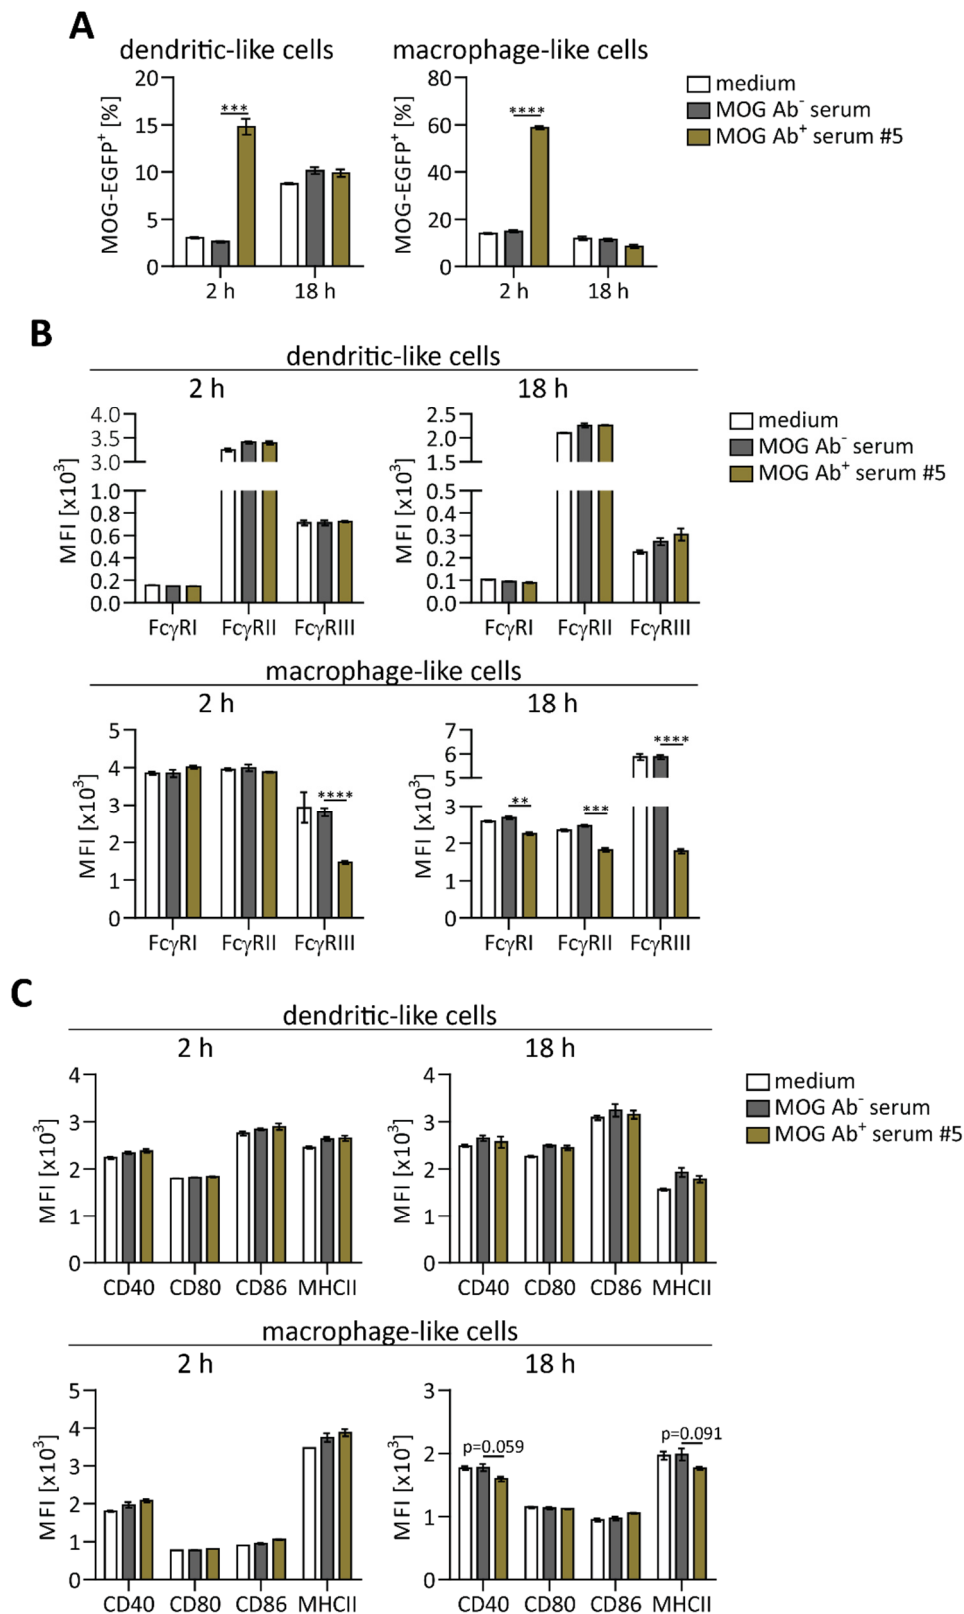 A
dendritic-like cells
macrophage-like cells
MOG-EGFP⁺ [%]
20
15
10
5
0
***
2 h
18 h
MOG-EGFP⁺ [%]
80
60
40
20
0
****
2 h
18 h
medium
MOG Ab⁻ serum
MOG Ab⁺ serum #5
B
dendritic-like cells
2 h
18 h
MFI [x10³]
4.0
3.5
3.0
1.0
0.8
0.6
0.4
0.2
0.0
FcγRI FcγRII FcγRIII
MFI [x10³]
2.5
2.0
1.5
0.5
0.4
0.3
0.2
0.1
0.0
FcγRI FcγRII FcγRIII
medium
MOG Ab⁻ serum
MOG Ab⁺ serum #5
macrophage-like cells
2 h
18 h
MFI [x10³]
5
4
3
2
1
0
****
FcγRI FcγRII FcγRIII
MFI [x10³]
7
6
5
3
2
1
0
**
***
****
FcγRI FcγRII FcγRIII
C
dendritic-like cells
2 h
18 h
MFI [x10³]
4
3
2
1
0
CD40 CD80 CD86 MHCII
MFI [x10³]
4
3
2
1
0
CD40 CD80 CD86 MHCII
medium
MOG Ab⁻ serum
MOG Ab⁺ serum #5
macrophage-like cells
2 h
18 h
MFI [x10³]
5
4
3
2
1
0
CD40 CD80 CD86 MHCII
MFI [x10³]
3
2
1
0
p=0.059
p=0.091
CD40 CD80 CD86 MHCII